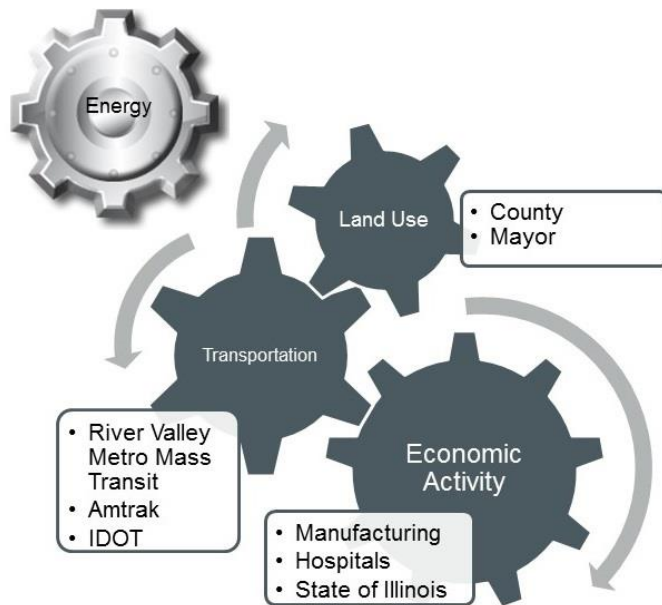 Energy
Land Use
• County
• Mayor
Transportation
• River Valley
Metro Mass
Transit
• Amtrak
• IDOT
Economic
Activity
• Manufacturing
• Hospitals
• State of Illinois